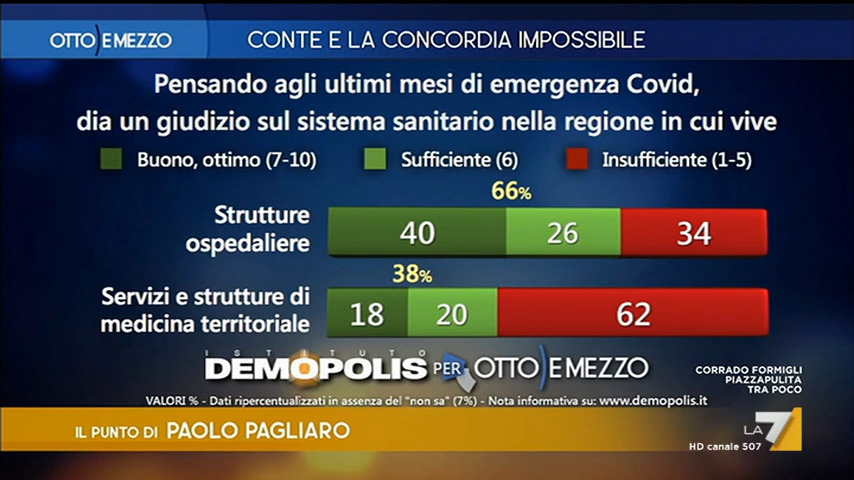 OTTO E MEZZO
CONTE E LA CONCORDIA IMPOSSIBILE
Pensando agli ultimi mesi di emergenza Covid,
dia un giudizio sul sistema sanitario nella regione in cui vive
Buono, ottimo (7-10) Sufficiente (6) Insufficiente (1-5)
66%
Strutture
ospedaliere
40 26 34
38%
Servizi e strutture di
medicina territoriale
18 20 62
ISTITUTO
DEMOPOLIS PER OTTO E MEZZO
VALORI % - Dati ripercentualizzati in assenza del "non sa" (7%) - Nota informativa su: www.demopolis.it
CORRADO FORMIGLI
PIAZZAPULITA
TRA POCO
IL PUNTO DI PAOLO PAGLIARO
LA7
HD canale 507